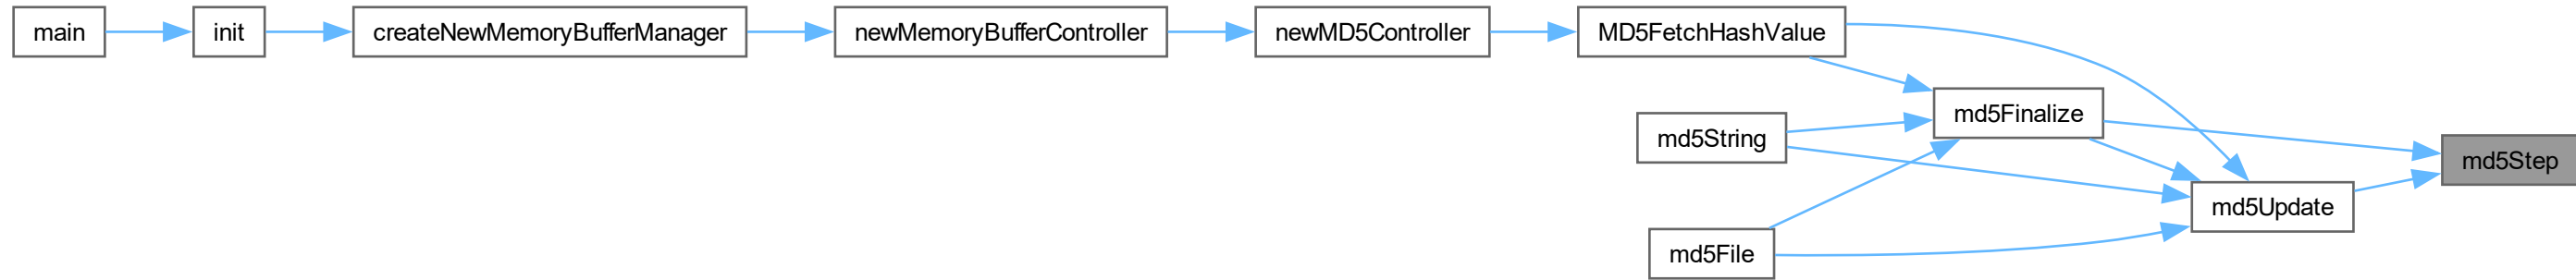 main
init
createNewMemoryBufferManager
newMemoryBufferController
newMD5Controller
MD5FetchHashValue
md5Finalize
md5String
md5Step
md5Update
md5File